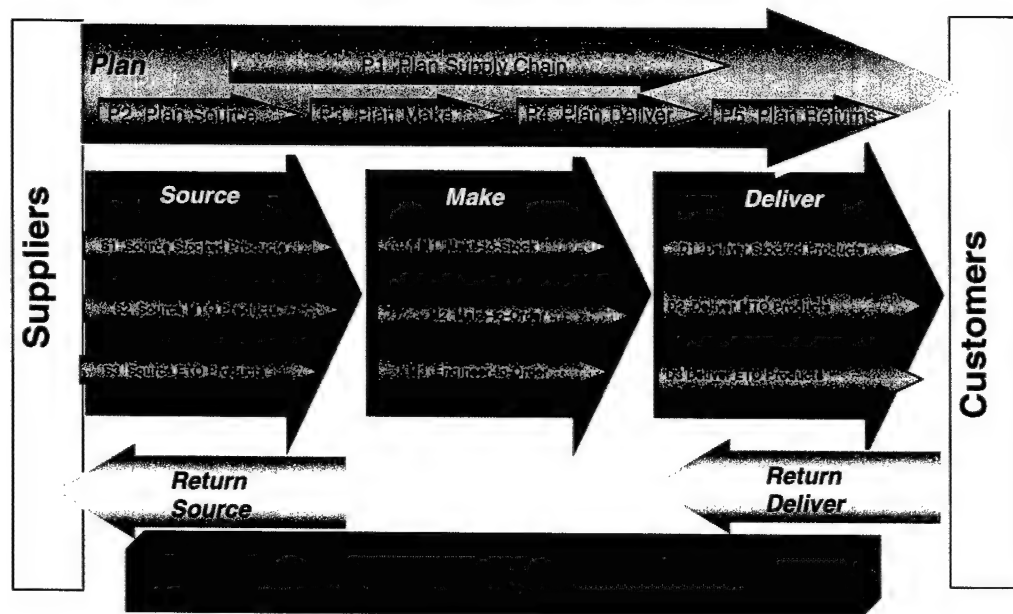 Suppliers
Plan
P1. Plan Supply Chain
P2. Plan Source
P3. Plan Make
P4. Plan Deliver
P5. Plan Returns
Source
S1. Source Stocked Products
S2. Source MTO Products
S3. Source ETO Products
Make
M1. Make-to-Stock
M2. Make-to-Order
M3. Engineer-to-Order
Deliver
D1. Deliver Stocked Products
D2. Deliver MTO Products
D3 Deliver ETO Products
Return
Source
Return
Deliver
Customers